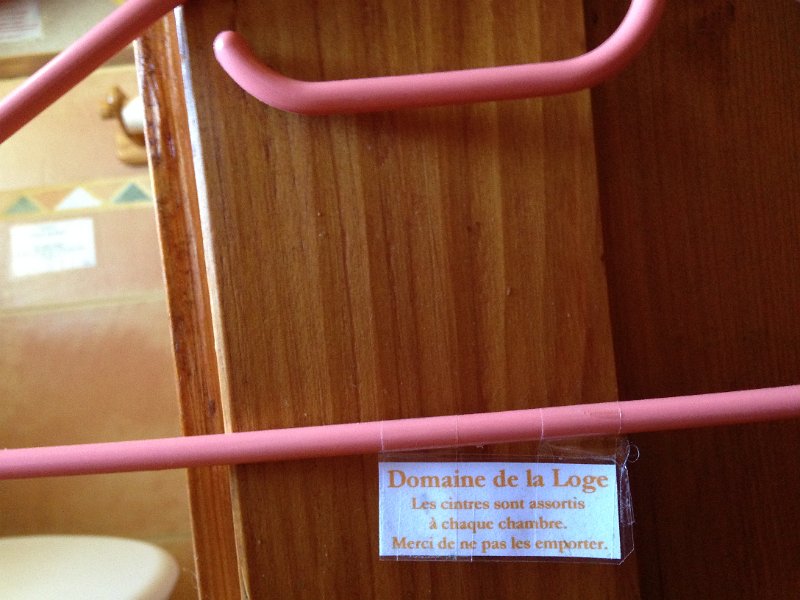 Domaine de la Loge
Les cintres sont assortis
à chaque chambre.
Merci de ne pas les emporter.